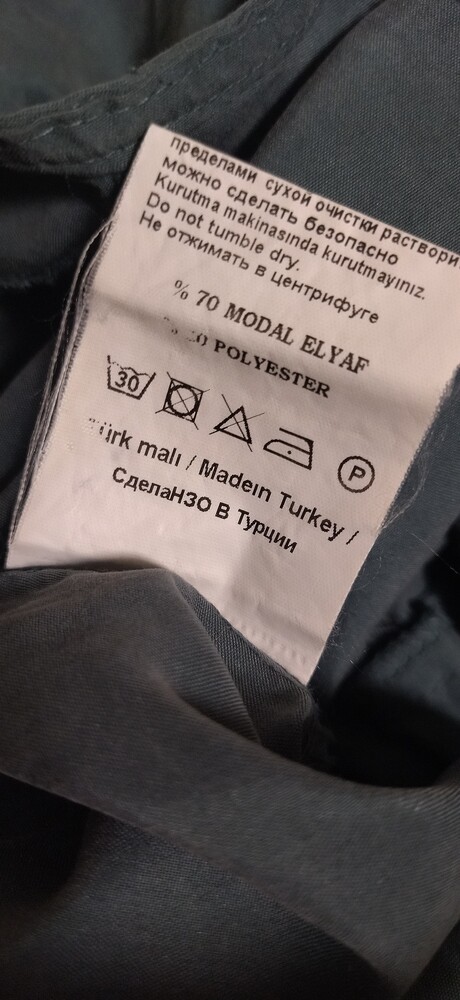 пределами сухой очистки
можно сделать безопасно
Kurutma makinasında kurutmayınız.
Do not tumble dry.
Не отжимать в центрифуге
% 70 MODAL ELYAF
POLYESTER
30 P
ürk malı / Madeın Turkey /
СделаНЗО В Турции